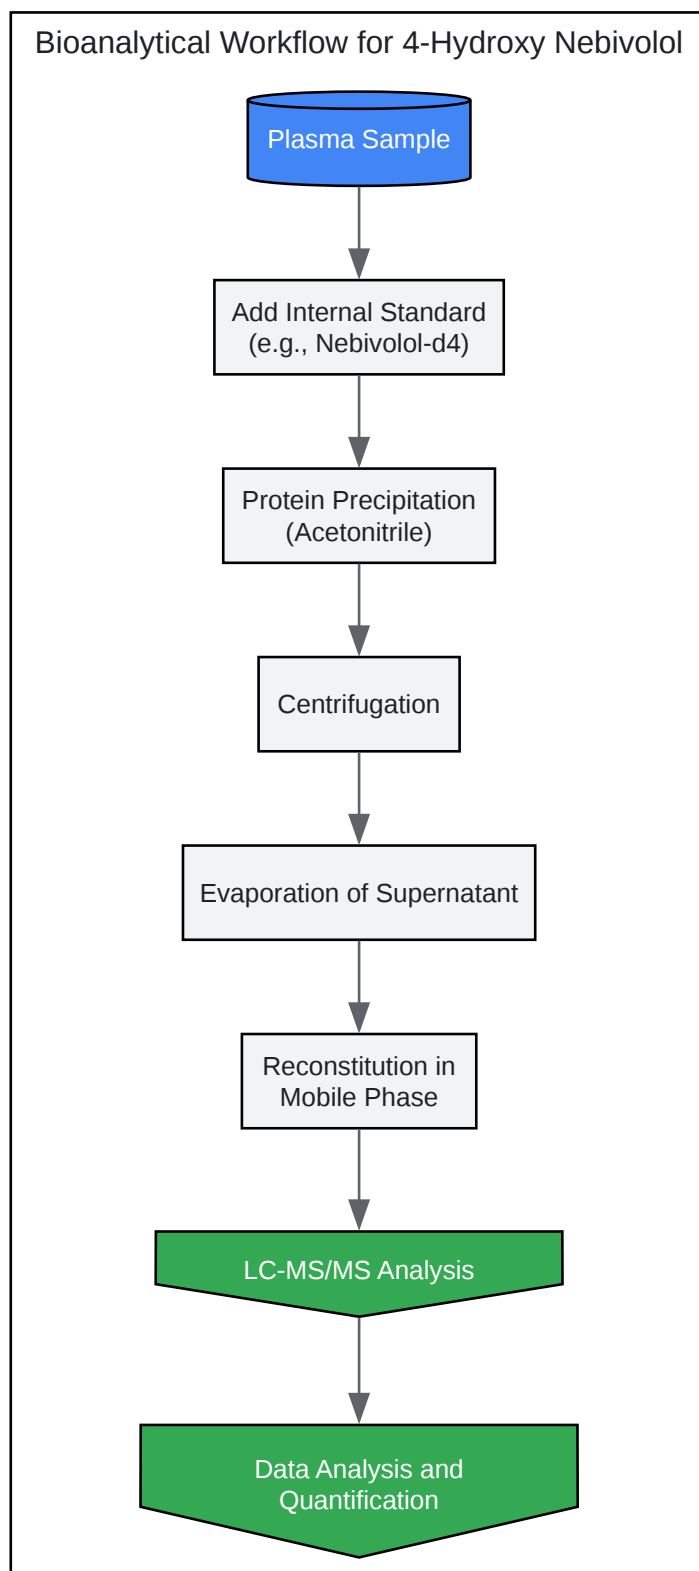 Bioanalytical Workflow for 4-Hydroxy Nebivolol
Plasma Sample
Add Internal Standard
(e.g., Nebivolol-d4)
Protein Precipitation
(Acetonitrile)
Centrifugation
Evaporation of Supernatant
Reconstitution in
Mobile Phase
LC-MS/MS Analysis
Data Analysis and
Quantification